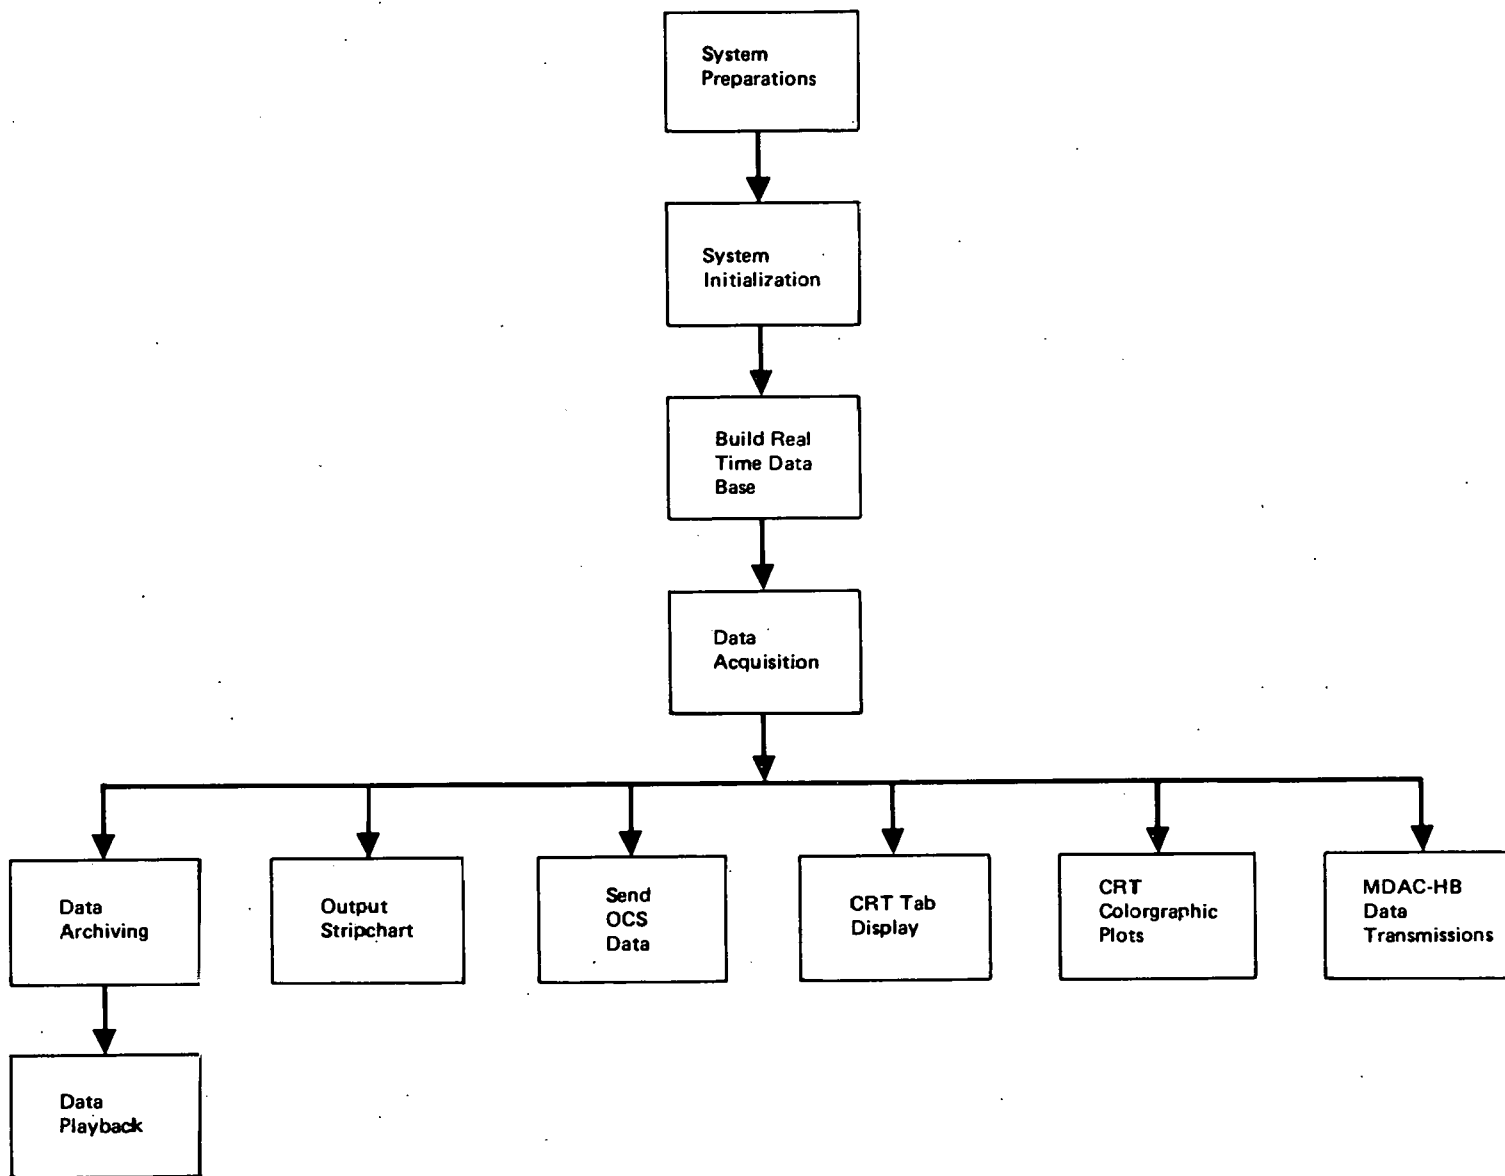 System
Preparations
System
Initialization
Build Real
Time Data
Base
Data
Acquisition
Data
Archiving
Output
Stripchart
Send
OCS
Data
CRT Tab
Display
CRT
Colorgraphic
Plots
MDAC-HB
Data
Transmissions
Data
Playback